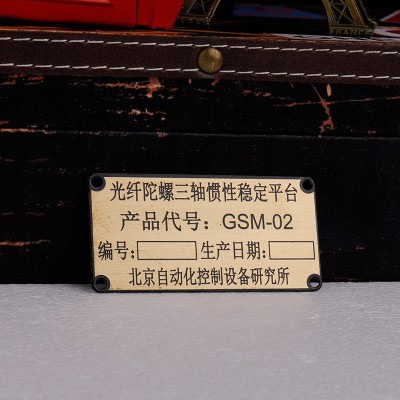 FRANCE
光纤陀螺三轴惯性稳定平台
产品代号：GSM-02
编号： 生产日期：
北京自动化控制设备研究所